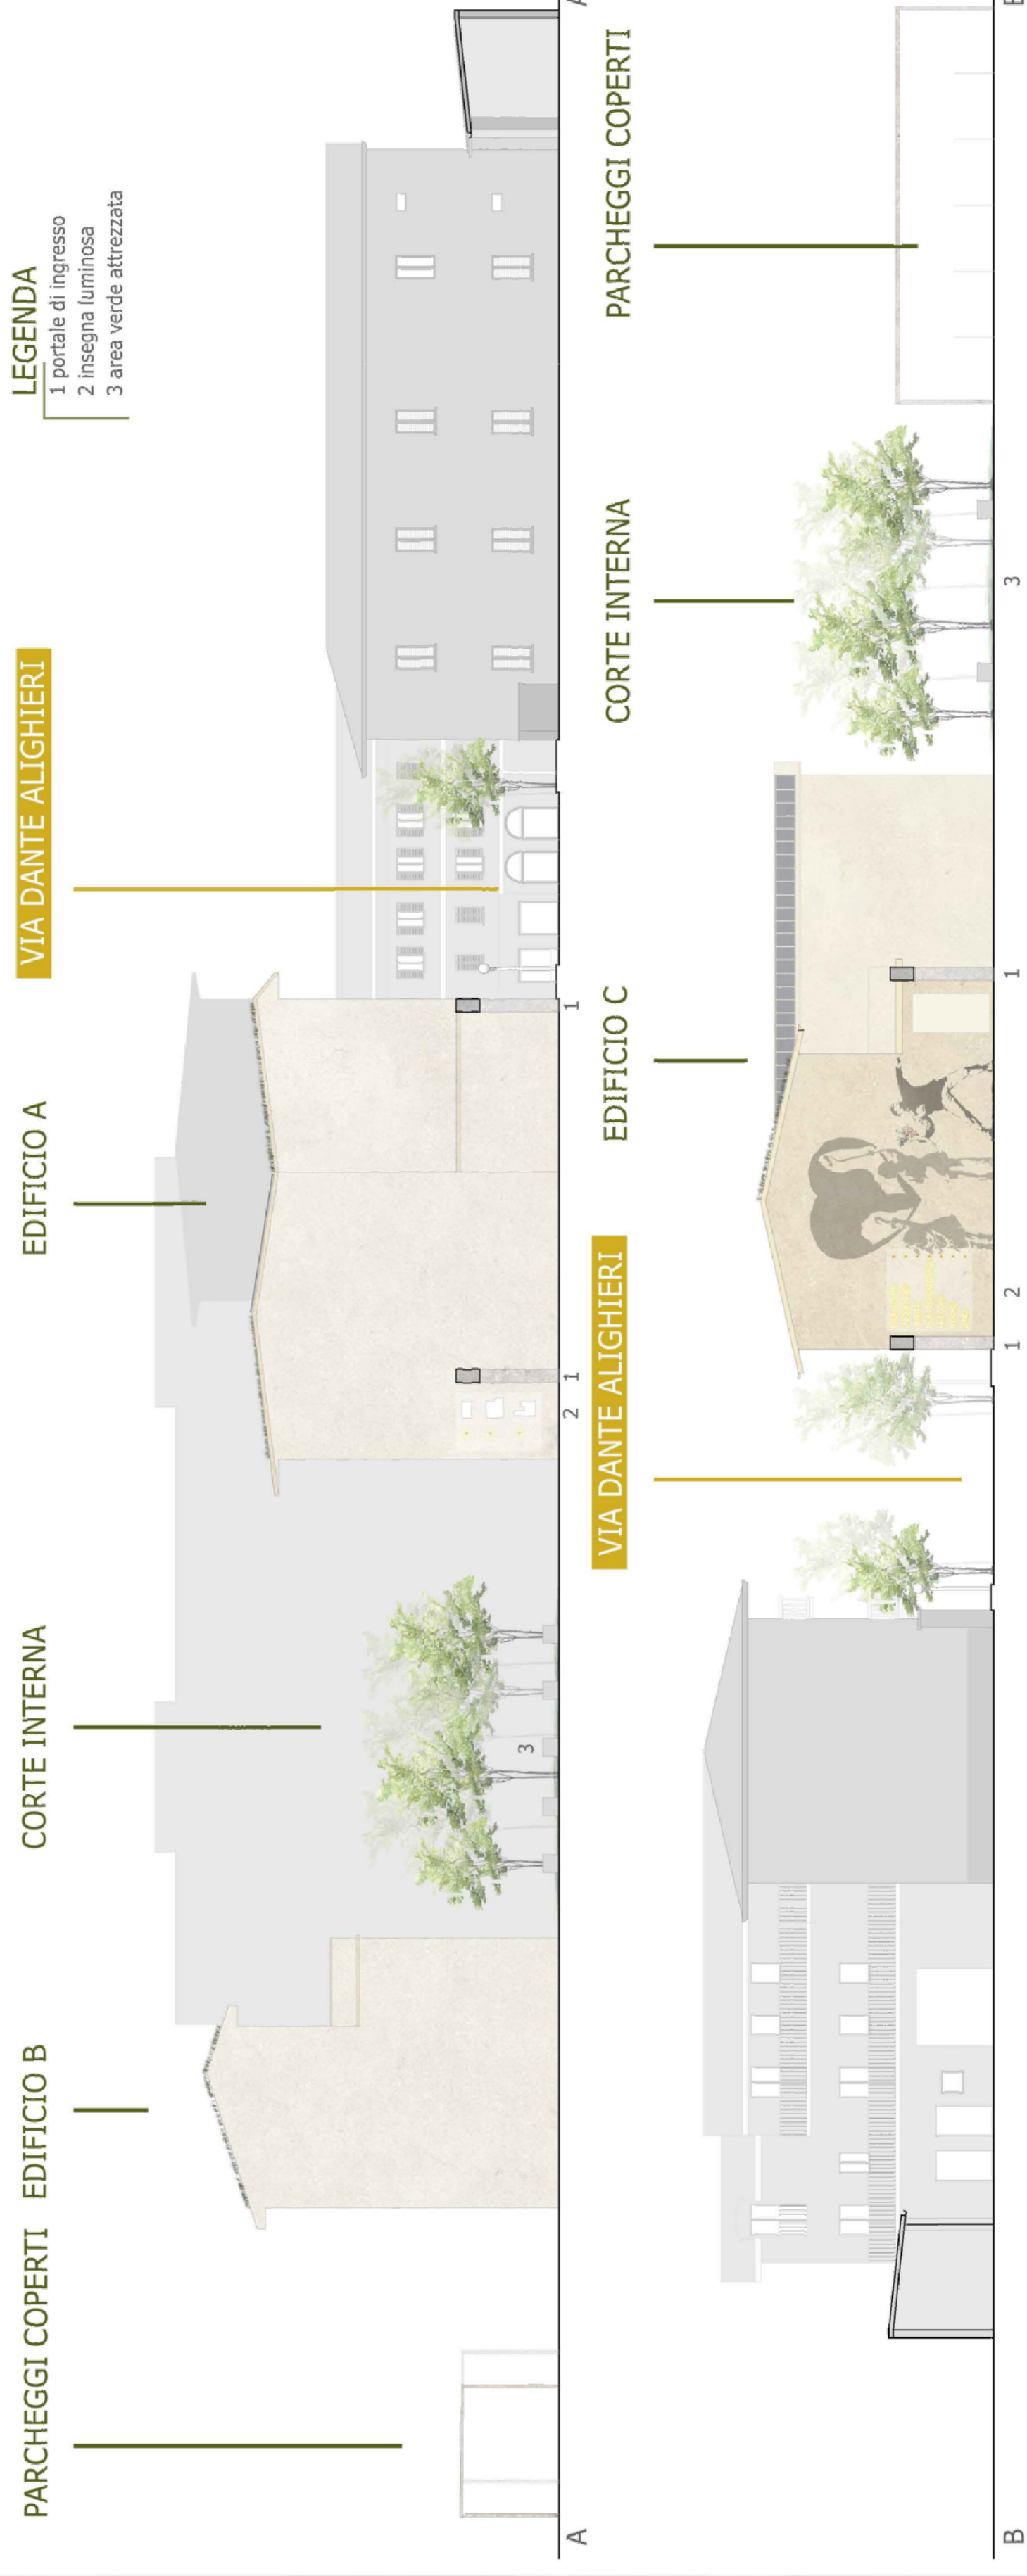 PARCHEGGI COPERTI
EDIFICIO B
CORTE INTERNA
EDIFICIO A
VIA DANTE ALIGHIERI
LEGENDA
1 portale di ingresso
2 insegna luminosa
3 area verde attrezzata
3
A
2
1
1
A
VIA DANTE ALIGHIERI
EDIFICIO C
CORTE INTERNA
PARCHEGGI COPERTI
B
1
2
1
3
B